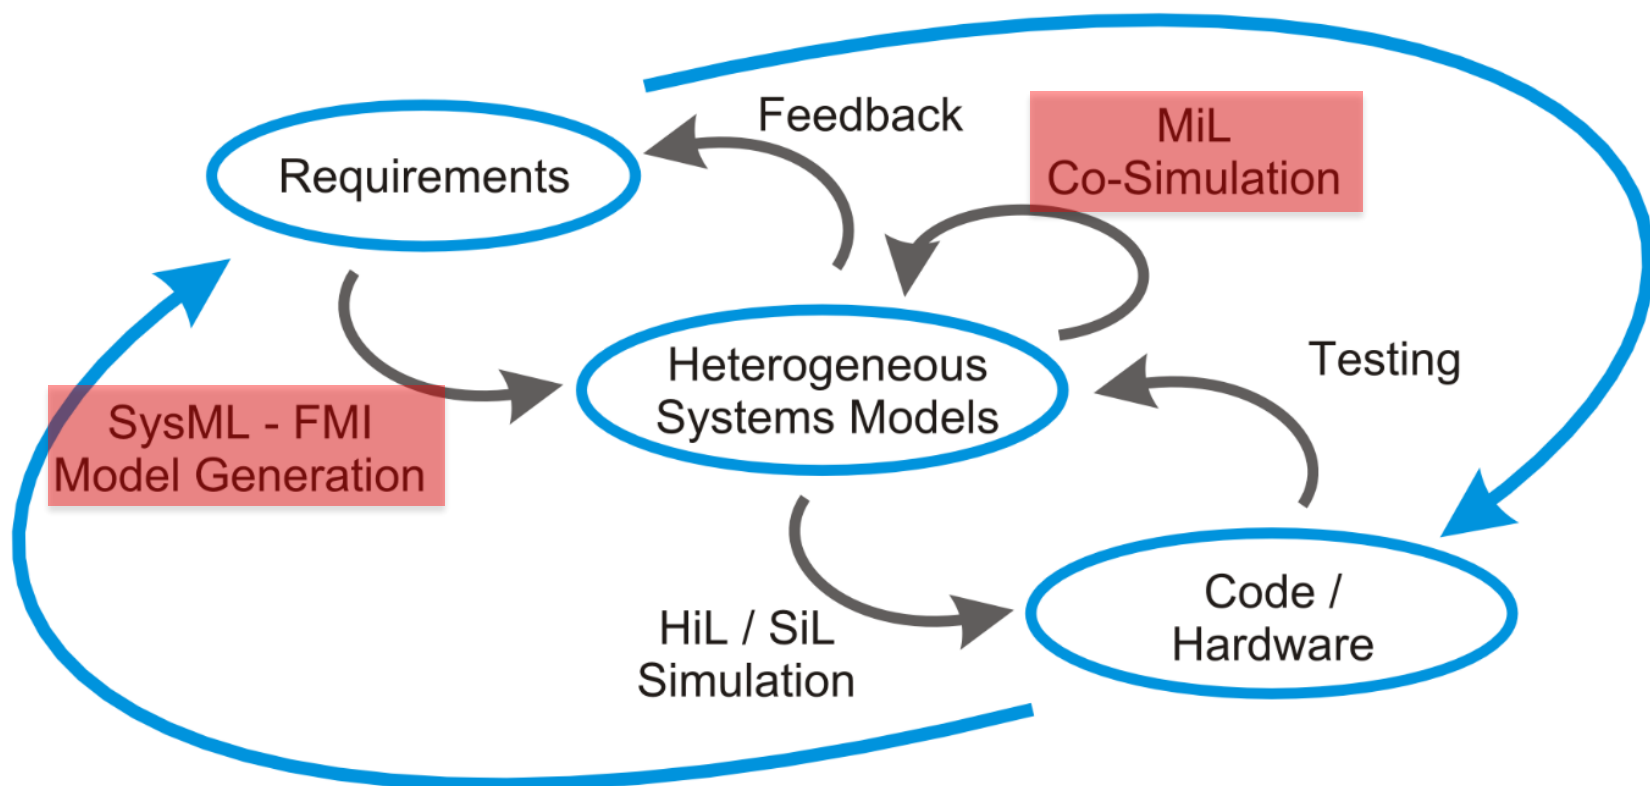 Feedback
MiL
Co-Simulation
Requirements
Heterogeneous
Systems Models
Testing
SysML - FMI
Model Generation
HiL / SiL
Simulation
Code /
Hardware